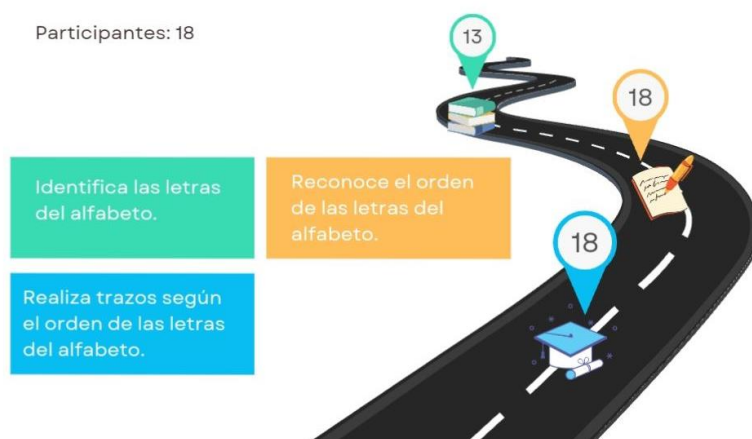 Participantes: 18
13
18
Identifica las letras
del alfabeto.
Reconoce el orden
de las letras del
alfabeto.
18
Realiza trazos según
el orden de las letras
del alfabeto.